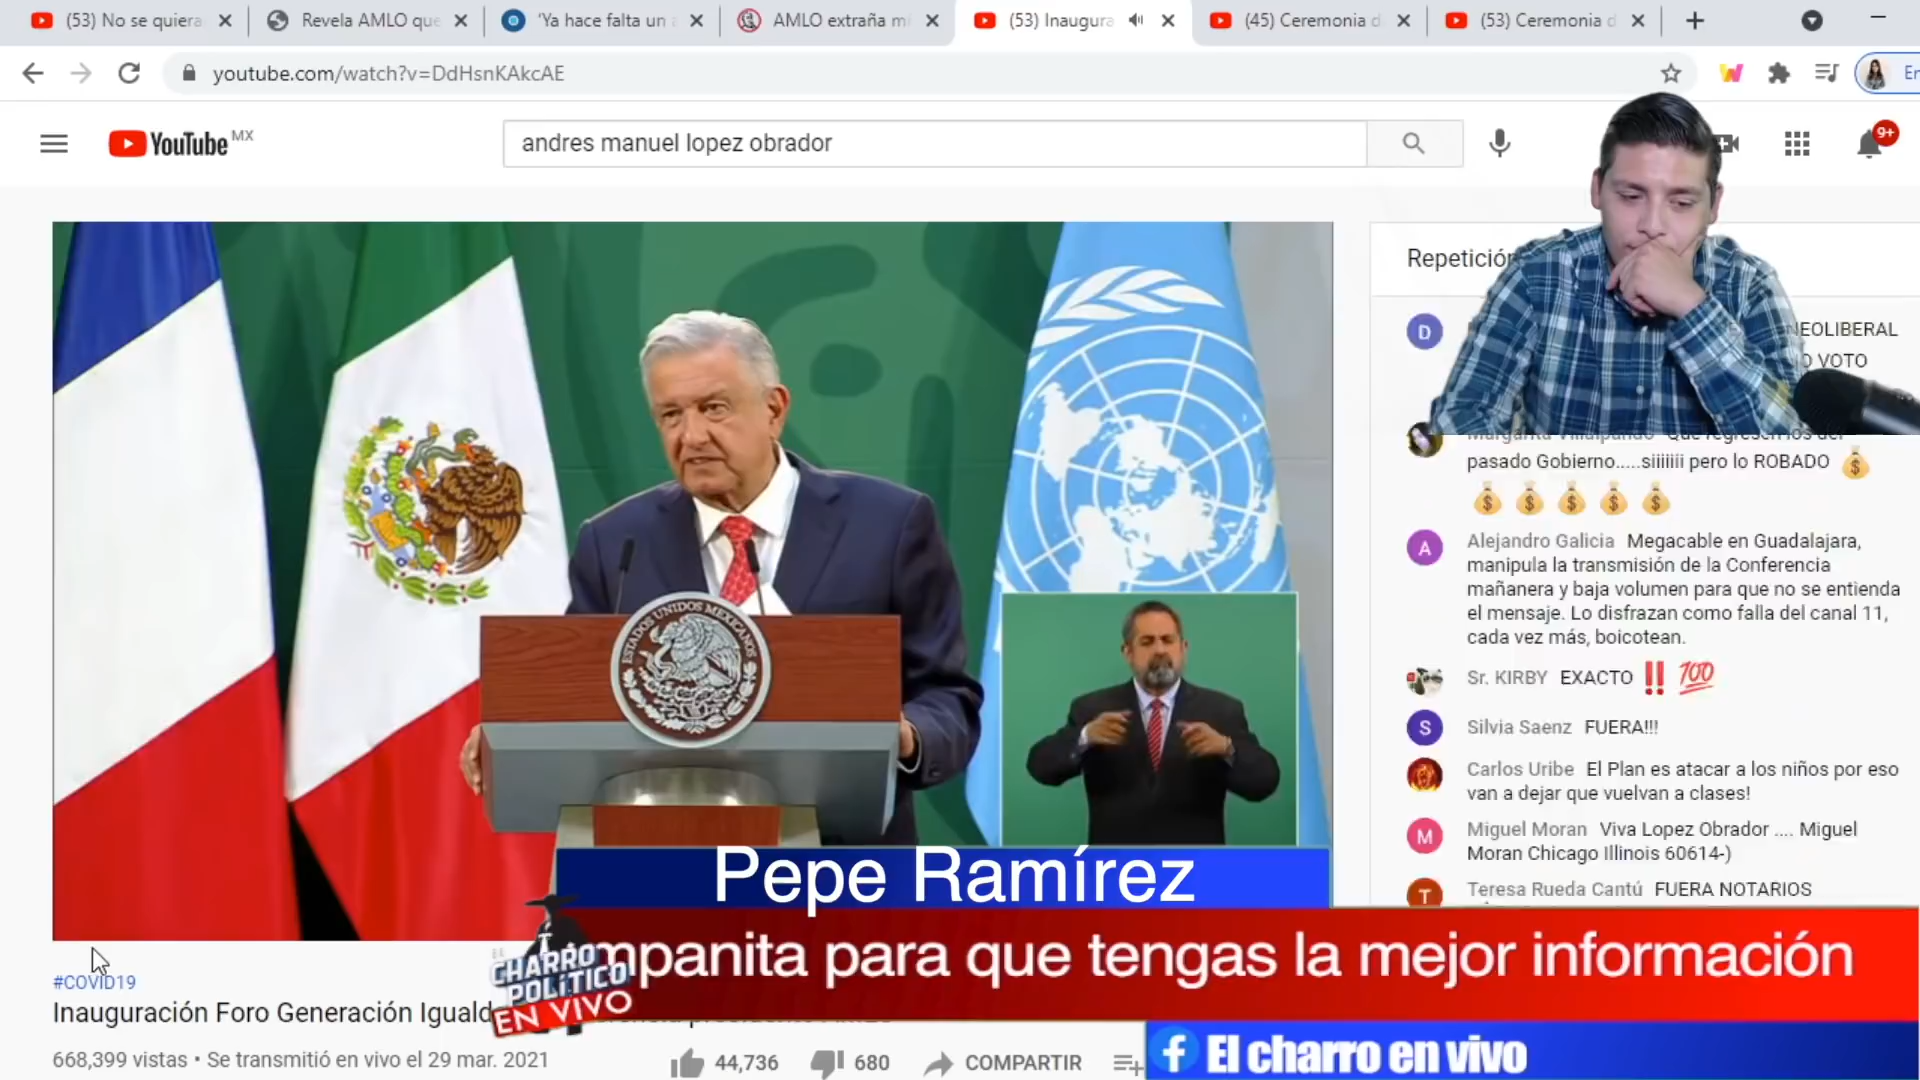 (53) No se quiera
Revela AMLO que
'Ya hace falta un
AMLO extraña mi
(53) Inaugura
(45) Ceremonia d
(53) Ceremonia d
youtube.com/watch?v=DdHsnKAkcAE
YouTube MX
andres manuel lopez obrador
9+
Repetición
D
NEOLIBERAL
VOTO
pasado Gobierno.....siiiiiii pero lo ROBADO
A
Alejandro Galicia Megacable en Guadalajara,
manipula la transmisión de la Conferencia
mañanera y baja volumen para que no se entienda
el mensaje. Lo disfrazan como falla del canal 11,
cada vez más, boicotean.
Sr. KIRBY EXACTO ‼ 💯
S
Silvia Saenz FUERA!!!
Carlos Uribe El Plan es atacar a los niños por eso
van a dejar que vuelvan a clases!
M
Miguel Moran Viva Lopez Obrador .... Miguel
Moran Chicago Illinois 60614-)
T
Teresa Rueda Cantú FUERA NOTARIOS
ESTADOS UNIDOS MEXICANOS
Pepe Ramírez
mpanita para que tengas la mejor información
EL
CHARRO
POLÍTICO
EN VIVO
#COVID19
Inauguración Foro Generación Iguald
668,399 vistas • Se transmitió en vivo el 29 mar. 2021
44,736
680
COMPARTIR
f El charro en vivo